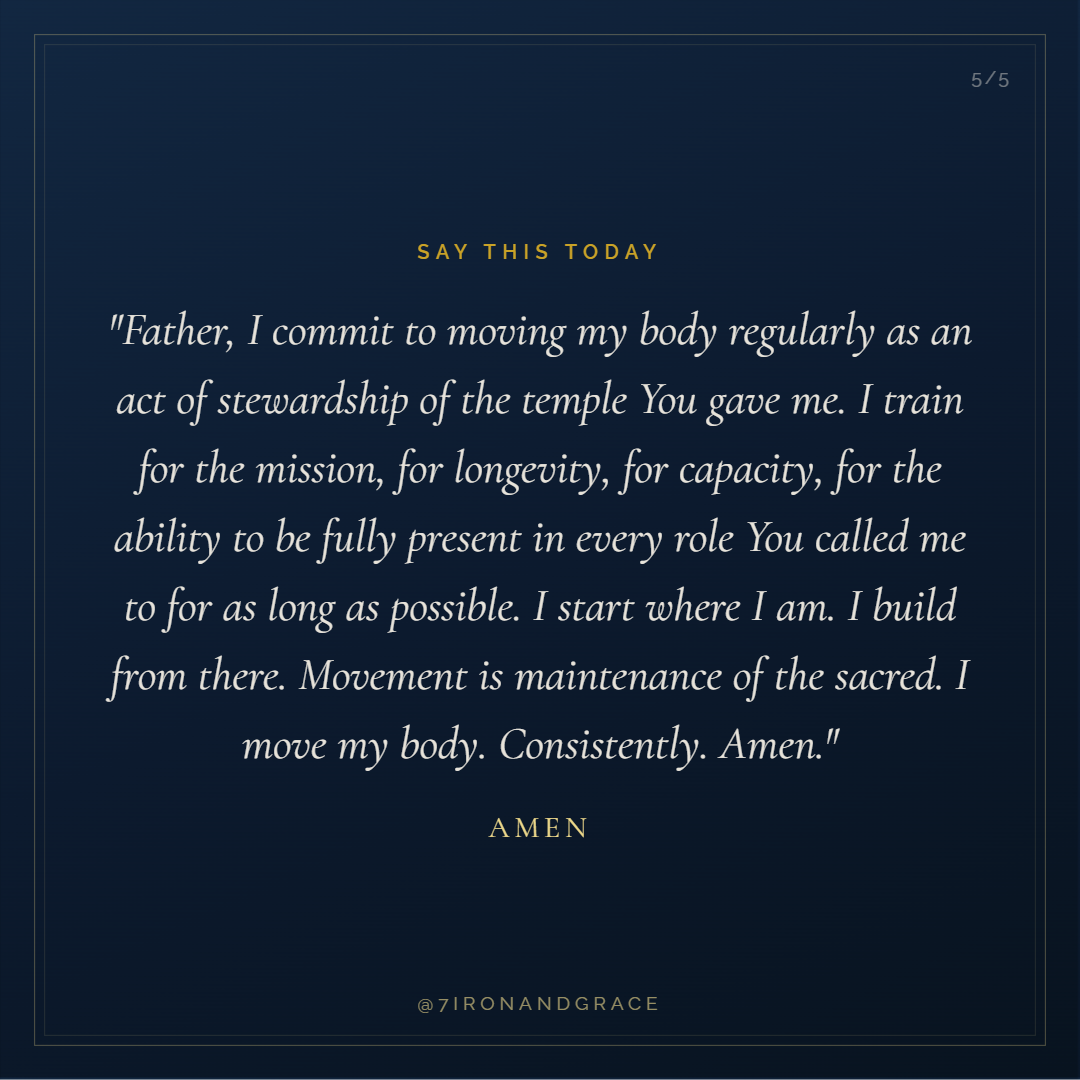 5/5
SAY THIS TODAY
"Father, I commit to moving my body regularly as an
act of stewardship of the temple You gave me. I train
for the mission, for longevity, for capacity, for the
ability to be fully present in every role You called me
to for as long as possible. I start where I am. I build
from there. Movement is maintenance of the sacred. I
move my body. Consistently. Amen."
AMEN
@7IRONANDGRACE